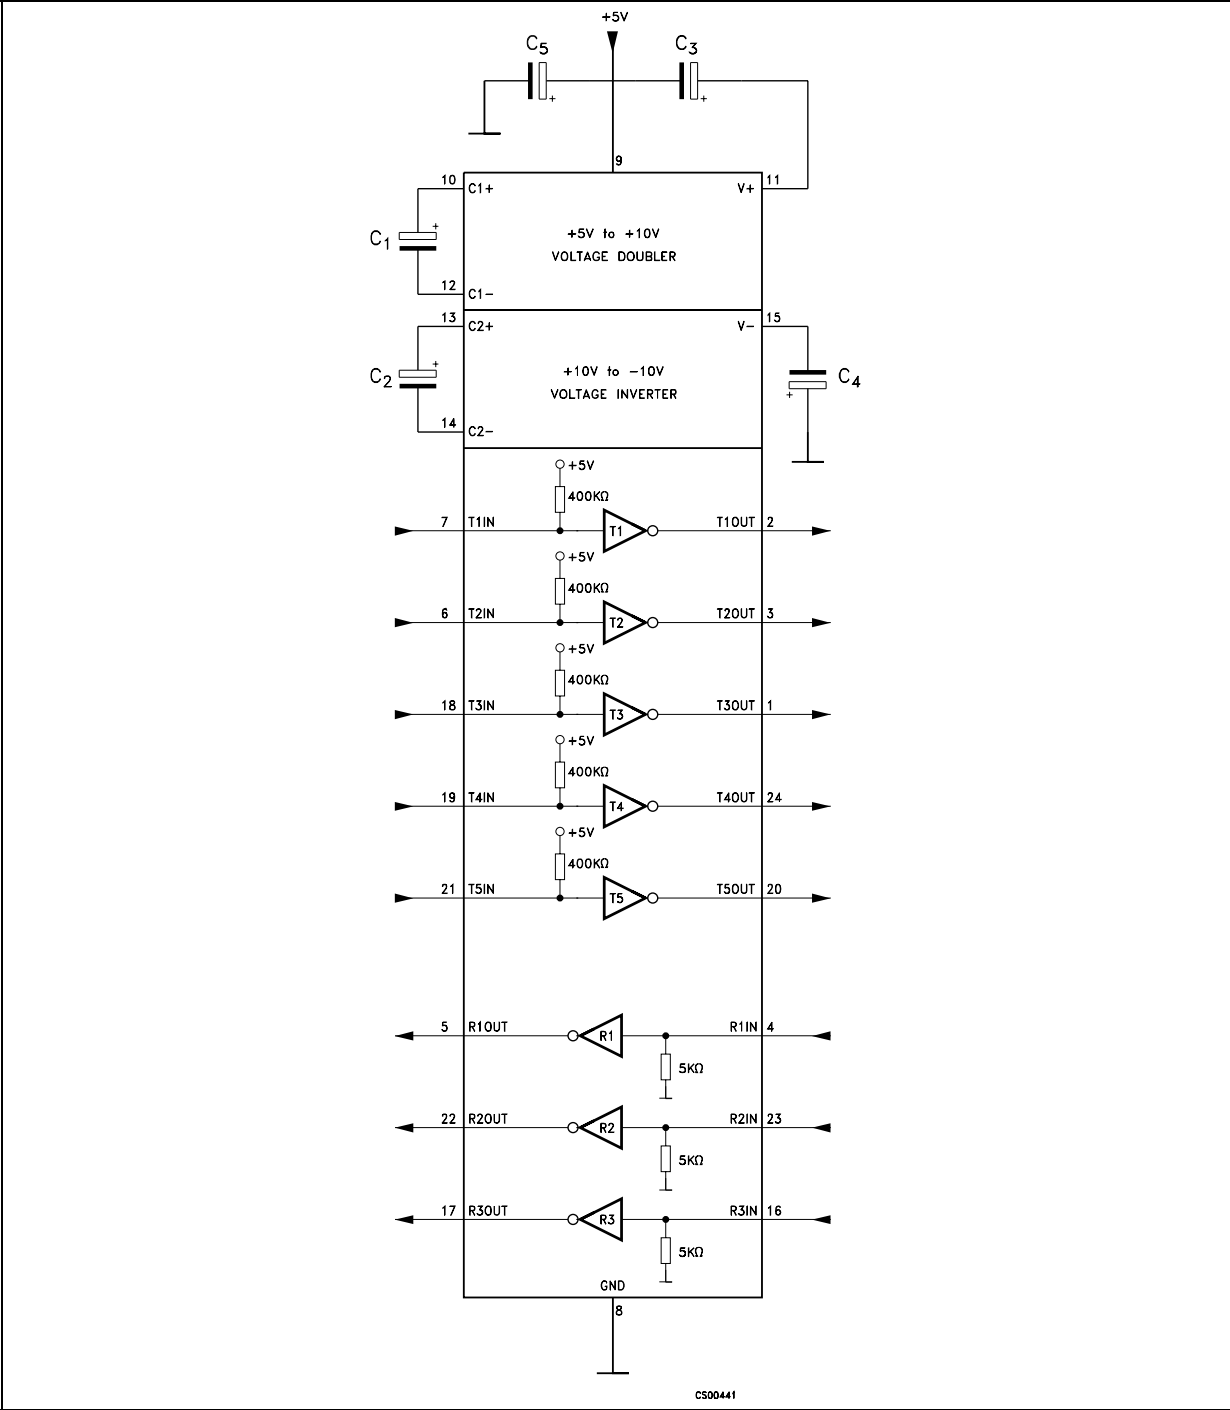 +5V
C5 C3
+ +
9
10 C1+ V+ 11
+
C1
+5V to +10V
VOLTAGE DOUBLER
12 C1-
13 C2+ V- 15
+
C2
+10V to -10V
VOLTAGE INVERTER
C4
+
14 C2-
+5V
400KΩ
7 T1IN T1 T1OUT 2
+5V
400KΩ
6 T2IN T2 T2OUT 3
+5V
400KΩ
18 T3IN T3 T3OUT 1
+5V
400KΩ
19 T4IN T4 T4OUT 24
+5V
400KΩ
21 T5IN T5 T5OUT 20
5 R1OUT R1 R1IN 4
5KΩ
22 R2OUT R2 R2IN 23
5KΩ
17 R3OUT R3 R3IN 16
5KΩ
GND
8
CS00441